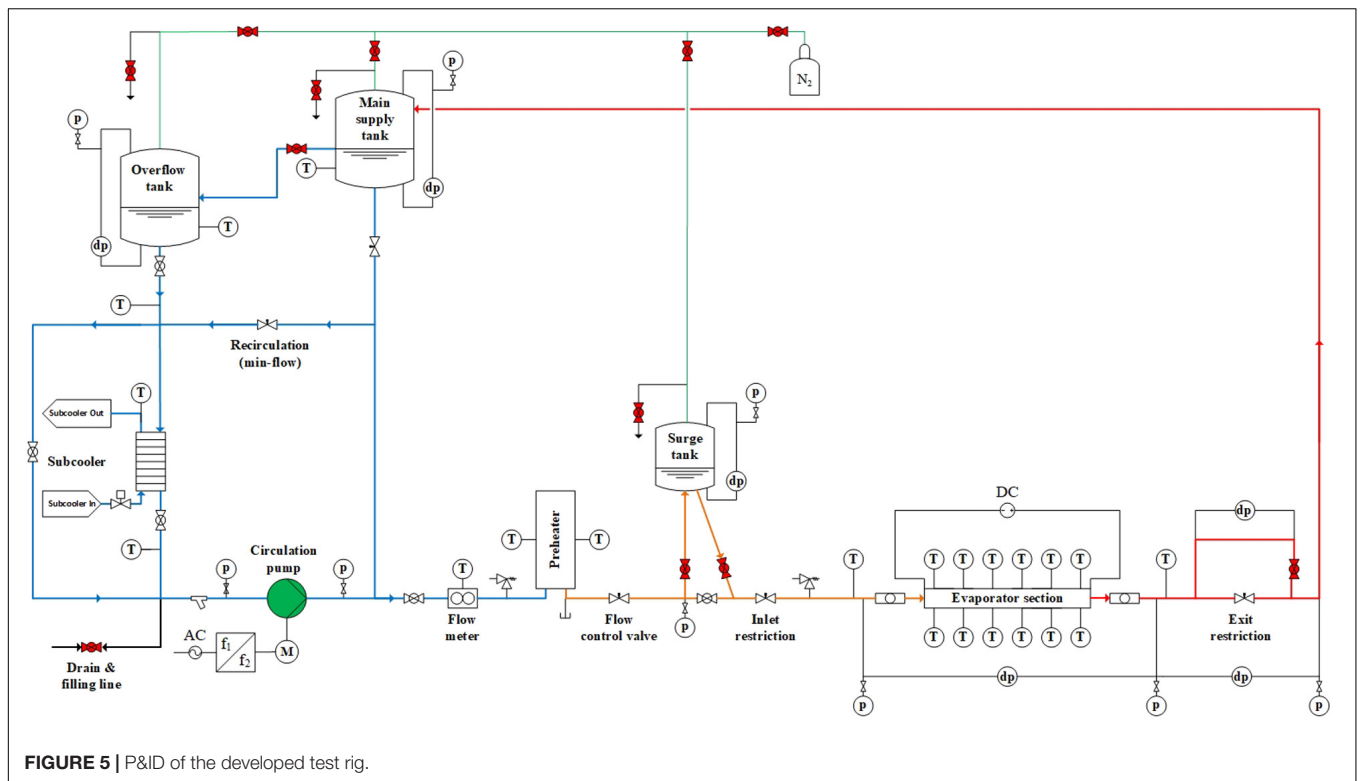 p
N2
Main
supply
tank
p
T
dp
Overflow
tank
T
dp
T
Recirculation
(min-flow)
T
Subcooler Out
Subcooler
Subcooler In
T
p
Surge
tank
dp
DC
dp
Preheater
T
T
T
T
T T T T T T
T
Circulation
pump
p
p
Evaporator section
Flow
meter
Flow
control valve
p
Inlet
restriction
T T T T T T
Exit
restriction
AC
f1
f2
M
Drain &
filling line
dp
dp
p
p
p
FIGURE 5 | P&ID of the developed test rig.